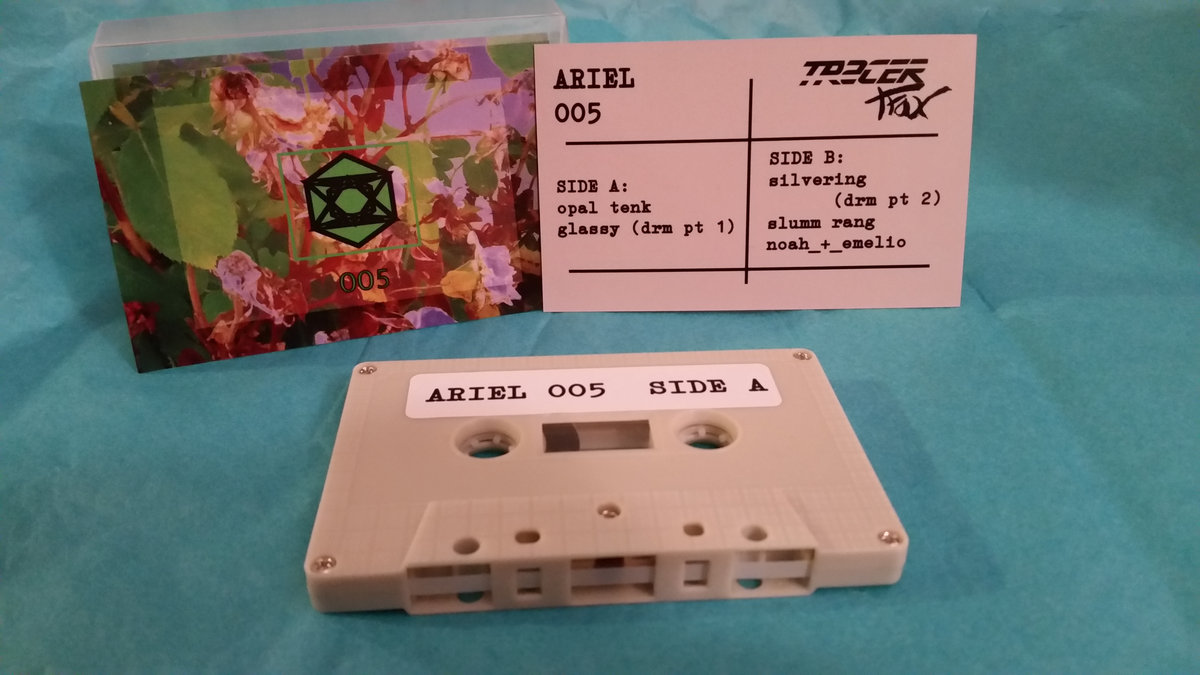 005
ARIEL
005
TRACER
Trax
SIDE A:
opal tenk
glassy (drm pt 1)
SIDE B:
silvering
(drm pt 2)
slumm rang
noah_+_emelio
ARIEL 005 SIDE A